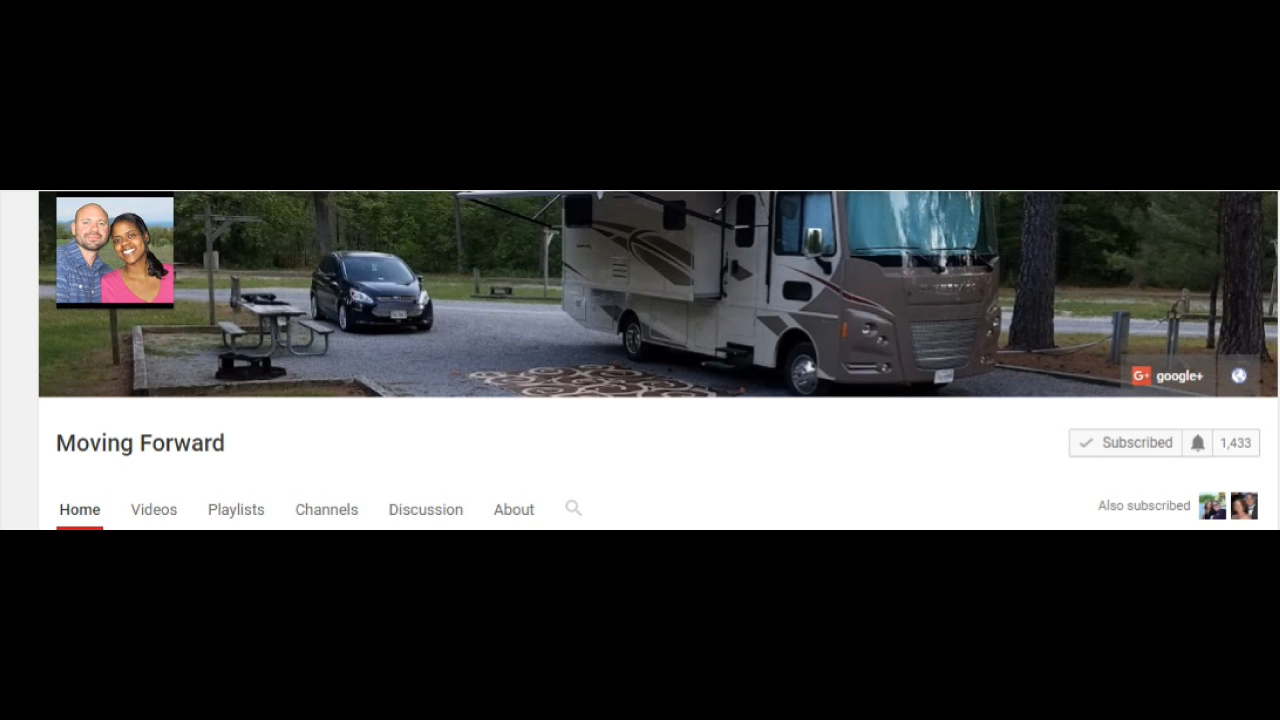 G+ google+
Moving Forward
Subscribed 1,433
Home Videos Playlists Channels Discussion About
Also subscribed